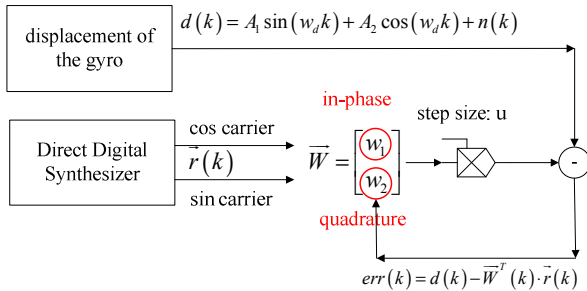 displacement of
the gyro
d(k) = A₁ sin(w_d k) + A₂ cos(w_d k) + n(k)
in-phase
step size: u
Direct Digital
Synthesizer
cos carrier
r⃗(k)
sin carrier
W⃗ = [w₁
w₂]
-
quadrature
err(k) = d(k) − W⃗ᵀ(k)·r⃗(k)